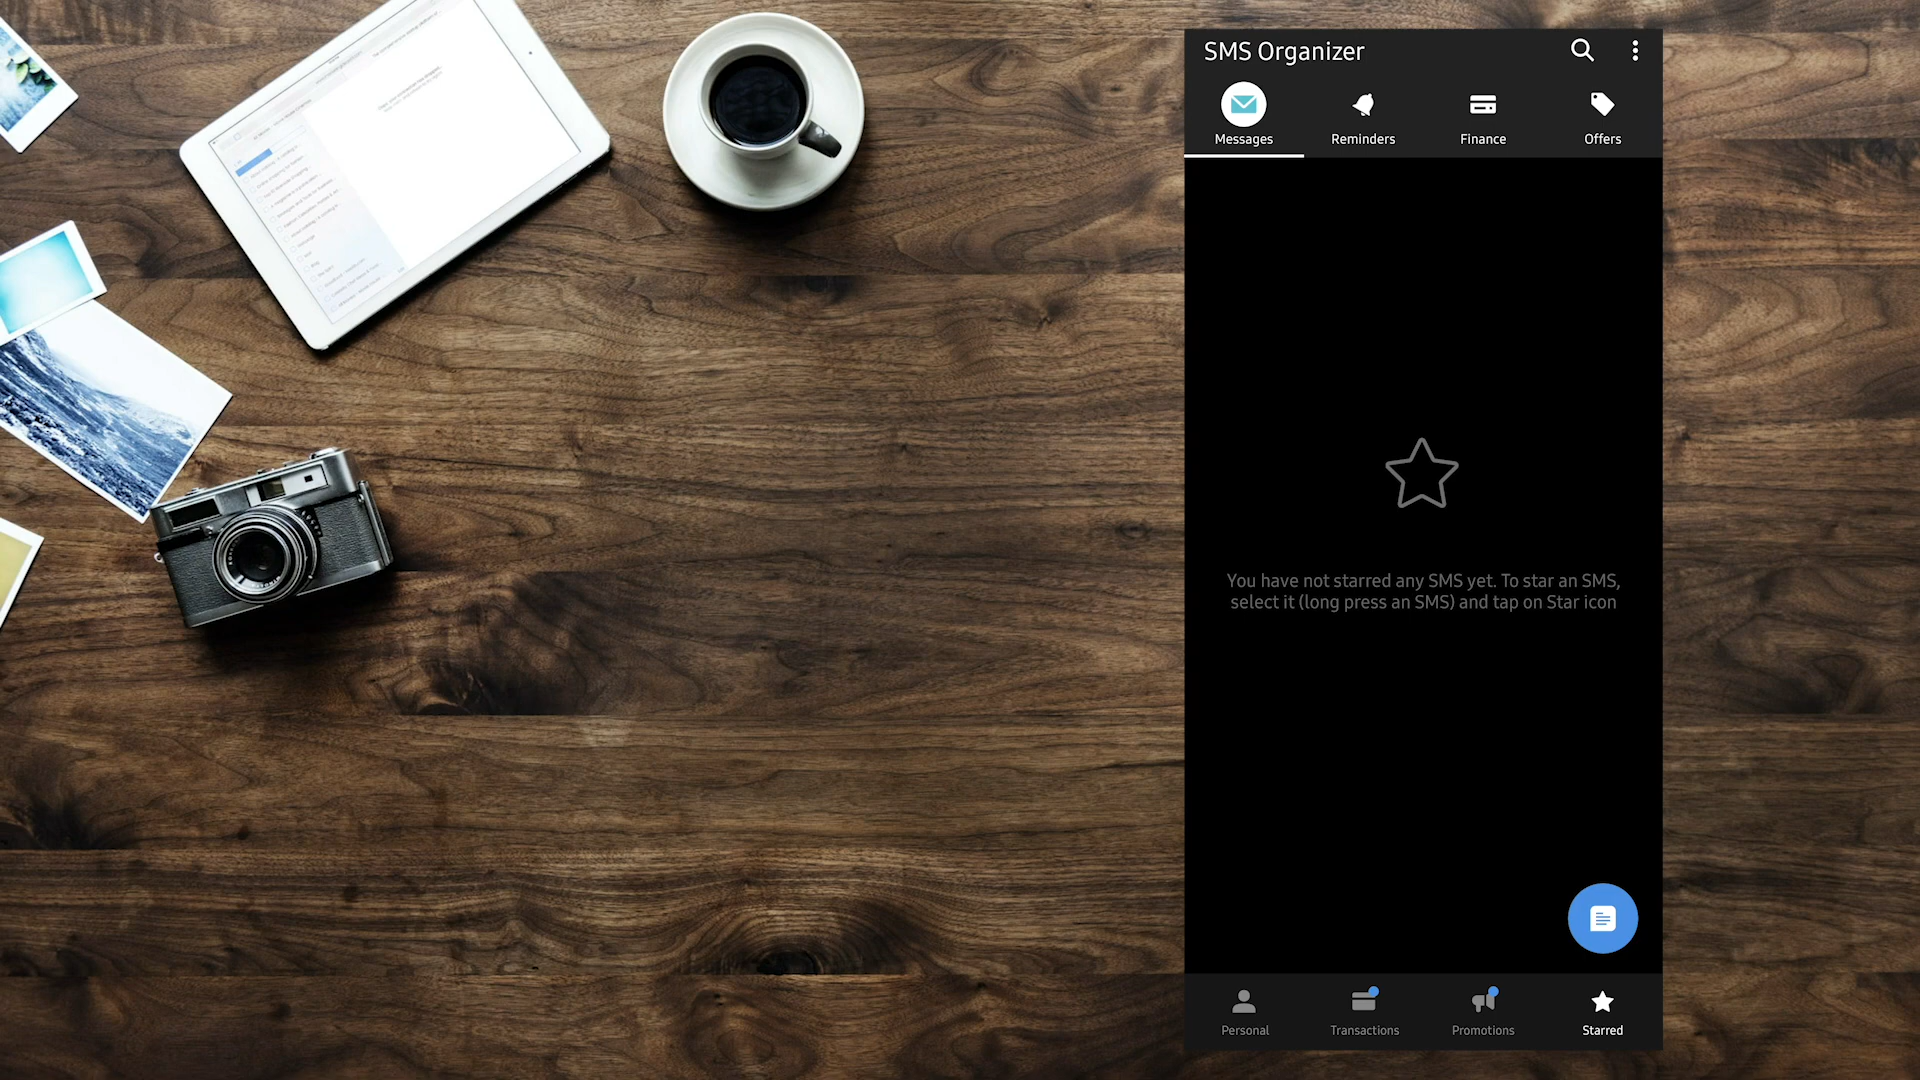 SMS Organizer
Messages
Reminders
Finance
Offers
You have not starred any SMS yet. To star an SMS,
select it (long press an SMS) and tap on Star icon
Personal
Transactions
Promotions
Starred